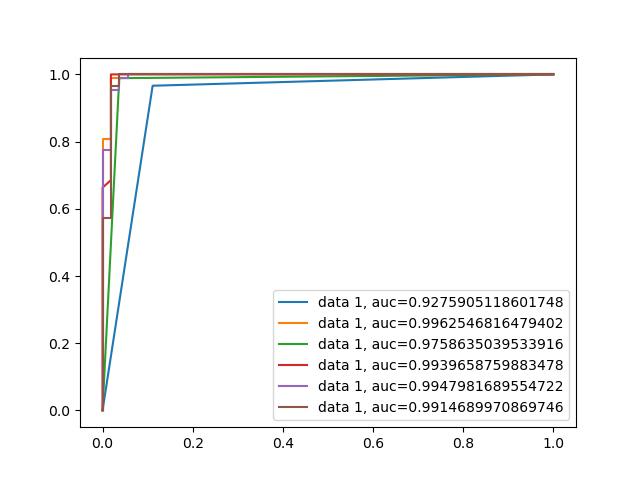 1.0
0.8
0.6
0.4
0.2
0.0
data 1, auc=0.9275905118601748
data 1, auc=0.9962546816479402
data 1, auc=0.9758635039533916
data 1, auc=0.9939658759883478
data 1, auc=0.9947981689554722
data 1, auc=0.9914689970869746
0.0 0.2 0.4 0.6 0.8 1.0